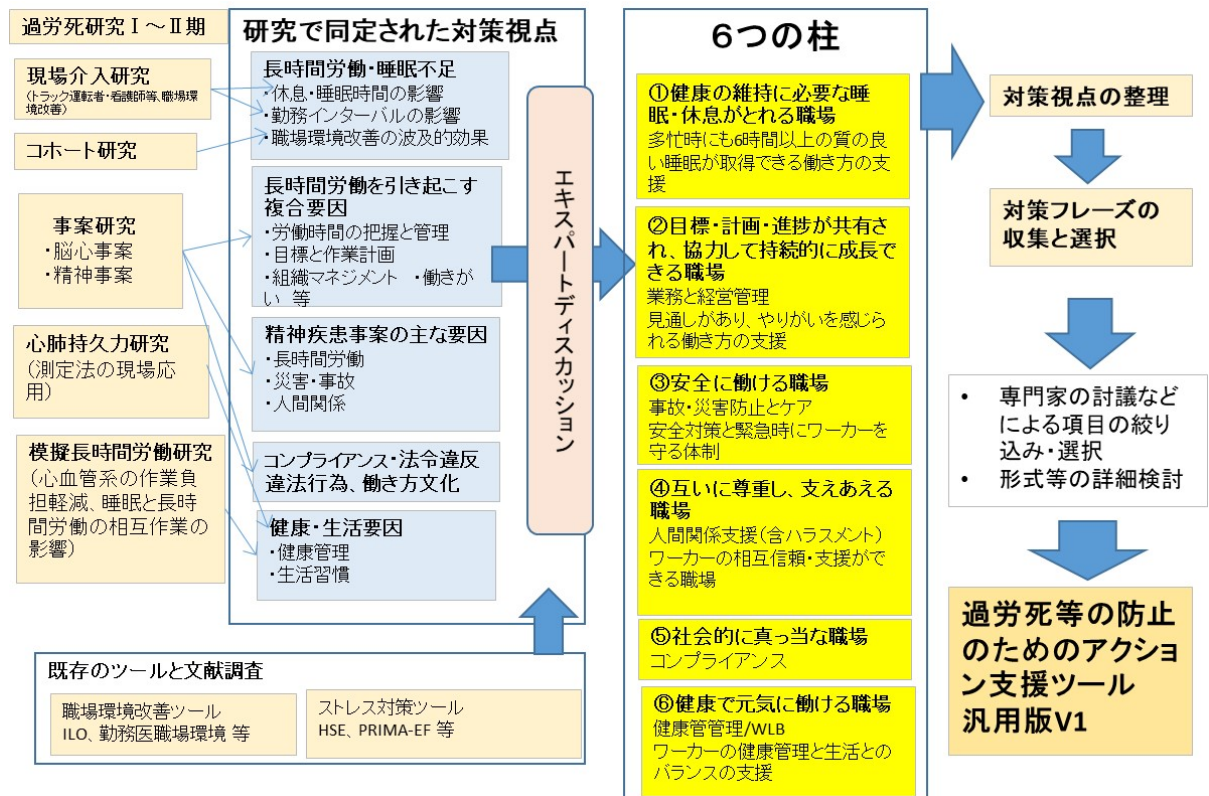 過労死研究Ⅰ～Ⅱ期
現場介入研究
(トラック運転者・看護師等、職場環
境改善)
コホート研究
事案研究
・脳心事案
・精神事案
心肺持久力研究
(測定法の現場応
用)
模擬長時間労働研究
(心血管系の作業負
担軽減、睡眠と長時
間労働の相互作業の
影響)
研究で同定された対策視点
長時間労働・睡眠不足
・休息・睡眠時間の影響
・勤務インターバルの影響
・職場環境改善の波及的効果
長時間労働を引き起こす
複合要因
・労働時間の把握と管理
・目標と作業計画
・組織マネジメント ・働きが
い 等
精神疾患事案の主な要因
・長時間労働
・災害・事故
・人間関係
コンプライアンス・法令違反
違法行為、働き方文化
健康・生活要因
・健康管理
・生活習慣
エキスパートディスカッション
既存のツールと文献調査
職場環境改善ツール
ILO、勤務医職場環境 等
ストレス対策ツール
HSE、PRIMA-EF 等
6つの柱
①健康の維持に必要な睡
眠・休息がとれる職場
多忙時にも6時間以上の質の良
い睡眠が取得できる働き方の支
援
②目標・計画・進捗が共有さ
れ、協力して持続的に成長で
きる職場
業務と経営管理
見通しがあり、やりがいを感じら
れる働き方の支援
③安全に働ける職場
事故・災害防止とケア
安全対策と緊急時にワーカーを
守る体制
④互いに尊重し、支えあえる
職場
人間関係支援(含ハラスメント)
ワーカーの相互信頼・支援がで
きる職場
⑤社会的に真っ当な職場
コンプライアンス
⑥健康で元気に働ける職場
健康管管理/WLB
ワーカーの健康管理と生活との
バランスの支援
対策視点の整理
対策フレーズの
収集と選択
• 専門家の討議など
による項目の絞り
込み・選択
• 形式等の詳細検討
過労死等の防止
のためのアクショ
ン支援ツール
汎用版V1